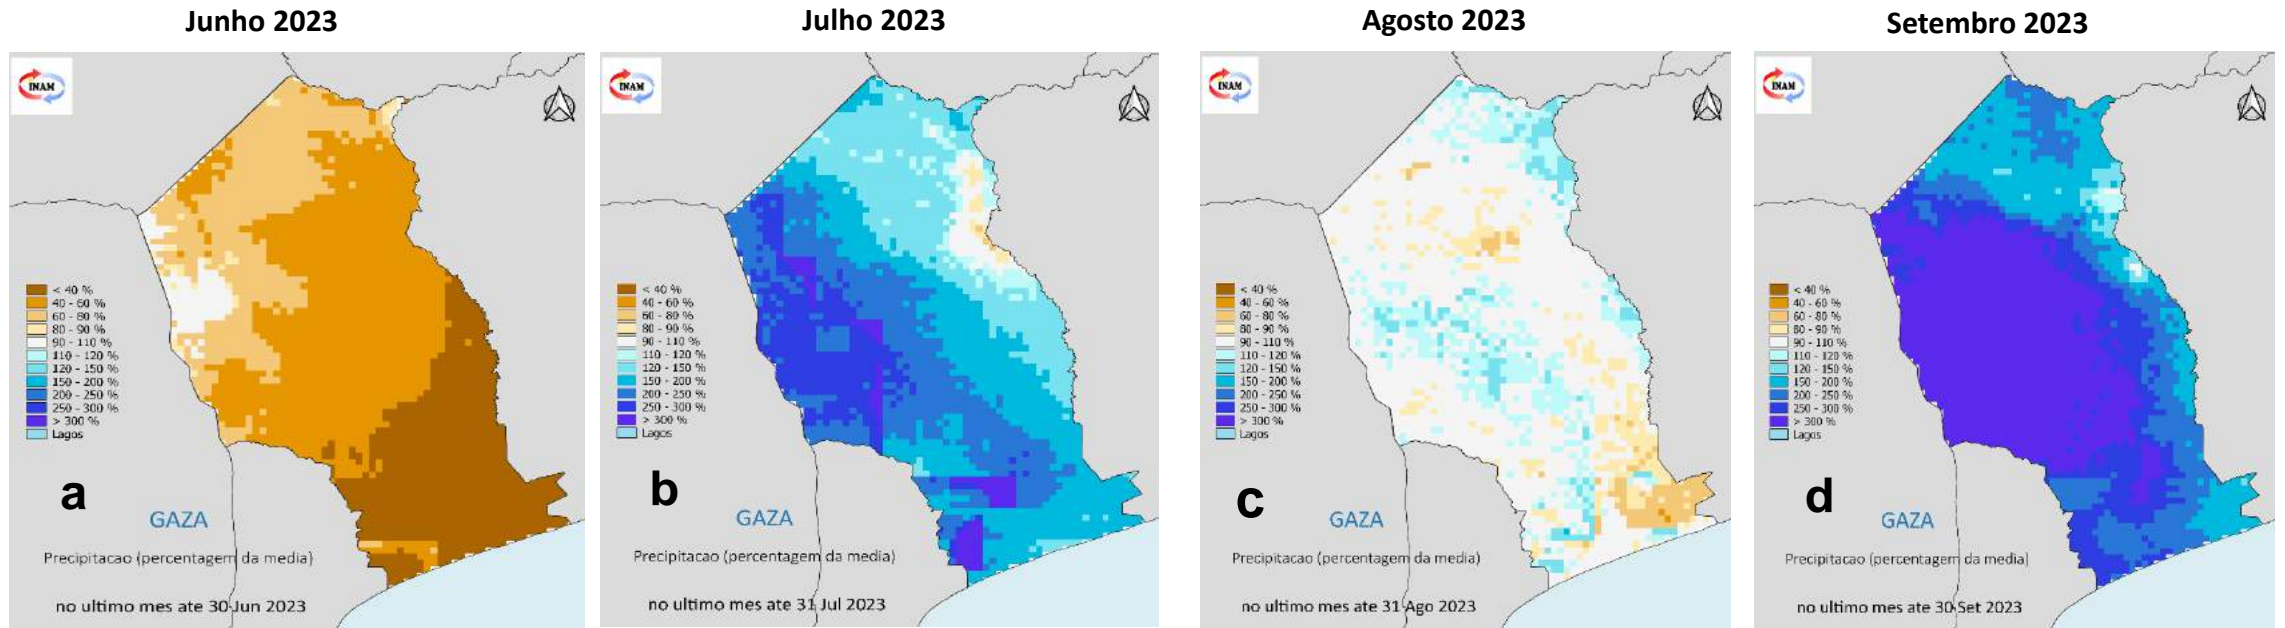 Junho 2023
INAM
< 40 %
40 - 60 %
60 - 80 %
80 - 90 %
90 - 110 %
110 - 120 %
120 - 150 %
150 - 200 %
200 - 250 %
250 - 300 %
> 300 %
Lagos
a
GAZA
Precipitacao (percentagem da media)
no ultimo mes ate 30 Jun 2023
Julho 2023
INAM
< 40 %
40 - 60 %
60 - 80 %
80 - 90 %
90 - 110 %
110 - 120 %
120 - 150 %
150 - 200 %
200 - 250 %
250 - 300 %
> 300 %
Lagos
b
GAZA
Precipitacao (percentagem da media)
no ultimo mes ate 31 Jul 2023
Agosto 2023
INAM
< 40 %
40 - 60 %
60 - 80 %
80 - 90 %
90 - 110 %
110 - 120 %
120 - 150 %
150 - 200 %
200 - 250 %
250 - 300 %
> 300 %
Lagos
c
GAZA
Precipitacao (percentagem da media)
no ultimo mes ate 31 Ago 2023
Setembro 2023
INAM
< 40 %
40 - 60 %
60 - 80 %
80 - 90 %
90 - 110 %
110 - 120 %
120 - 150 %
150 - 200 %
200 - 250 %
250 - 300 %
> 300 %
Lagos
d
GAZA
Precipitacao (percentagem da media)
no ultimo mes ate 30 Set 2023